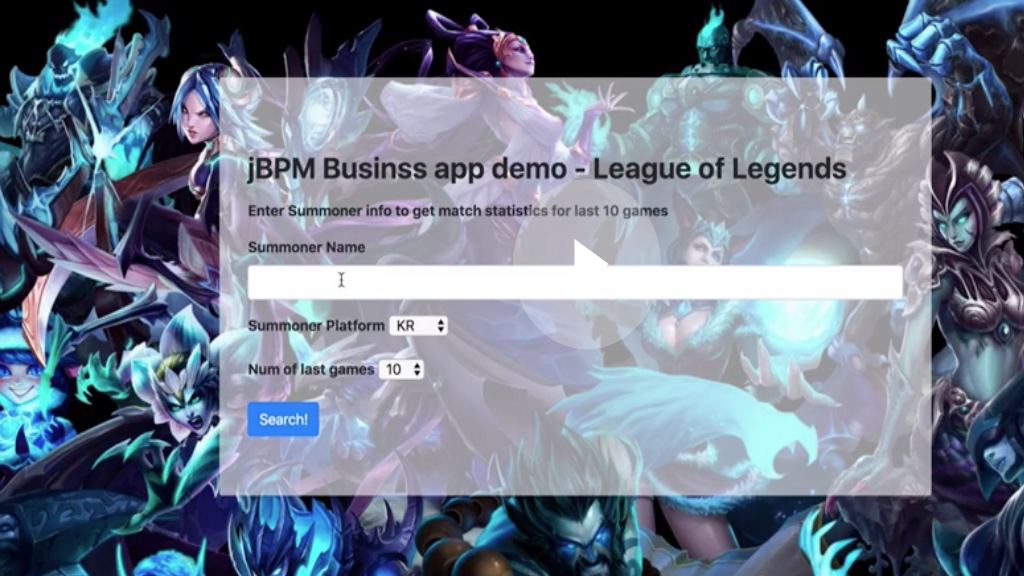 jBPM Businss app demo - League of Legends
Enter Summoner info to get match statistics for last 10 games
Summoner Name
Summoner Platform KR
Num of last games 10
Search!